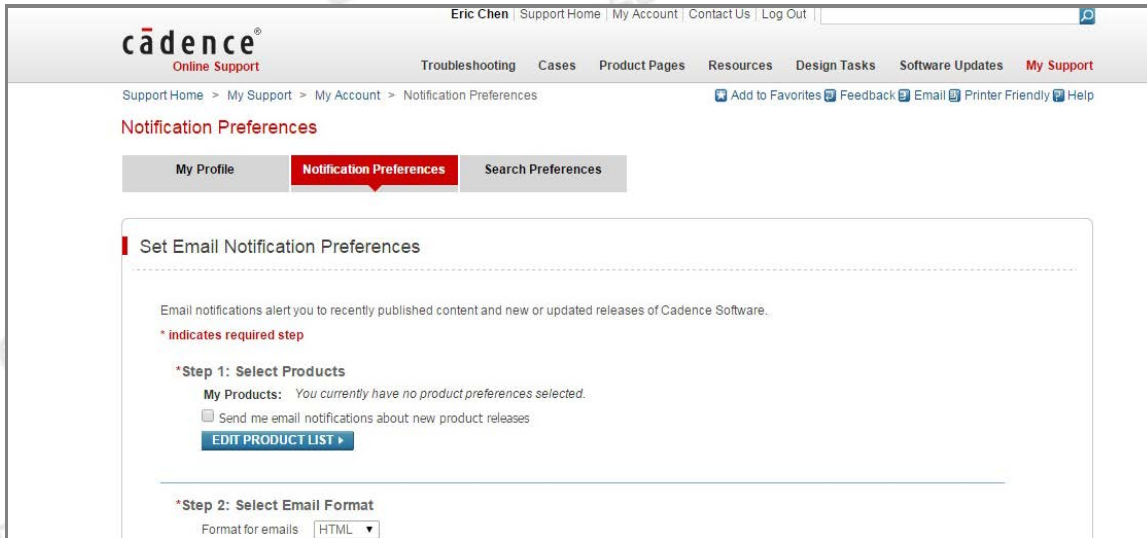 Eric Chen | Support Home | My Account | Contact Us | Log Out
cādence®
Online Support
Troubleshooting Cases Product Pages Resources Design Tasks Software Updates My Support
Support Home > My Support > My Account > Notification Preferences
Add to Favorites Feedback Email Printer Friendly Help
Notification Preferences
My Profile Notification Preferences Search Preferences
Set Email Notification Preferences
Email notifications alert you to recently published content and new or updated releases of Cadence Software.
* indicates required step
*Step 1: Select Products
My Products: You currently have no product preferences selected.
Send me email notifications about new product releases
EDIT PRODUCT LIST
*Step 2: Select Email Format
Format for emails HTML